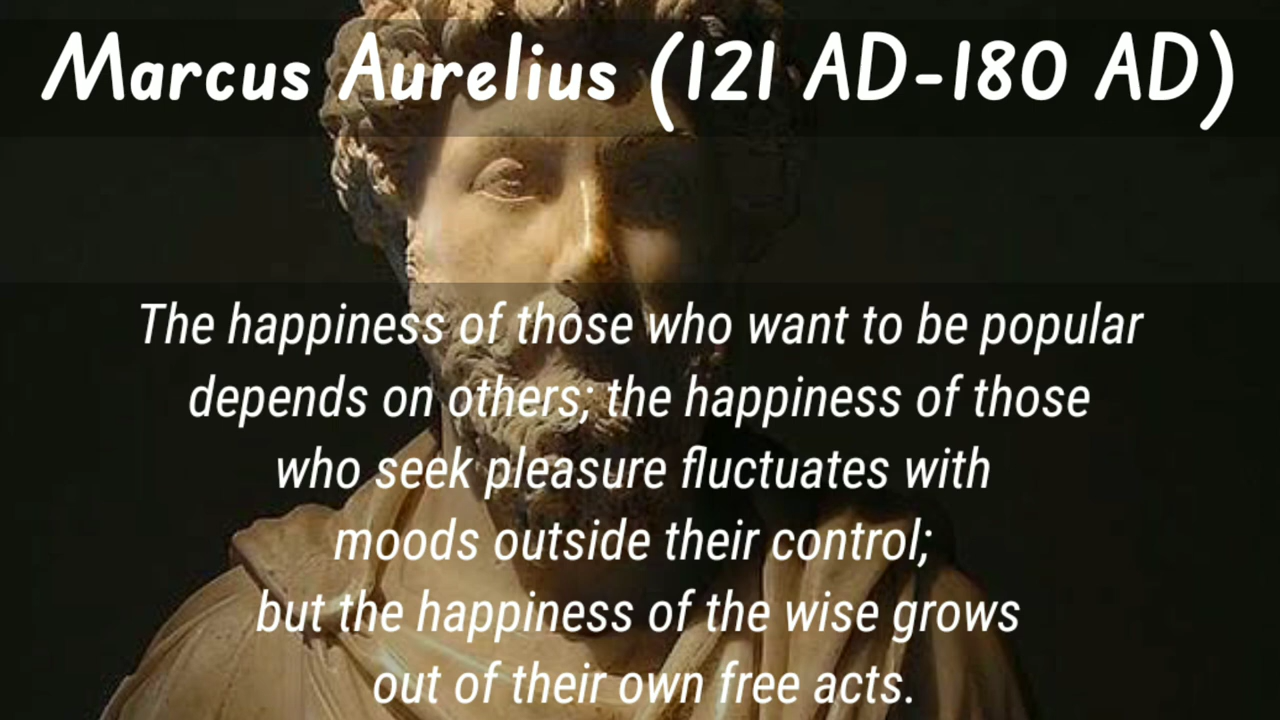 Marcus Aurelius (121 AD-180 AD)
The happiness of those who want to be popular
depends on others; the happiness of those
who seek pleasure fluctuates with
moods outside their control;
but the happiness of the wise grows
out of their own free acts.